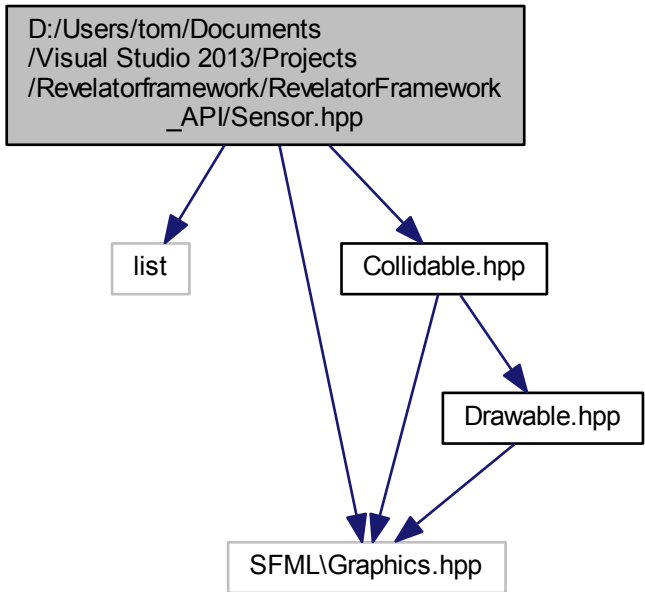 D:/Users/tom/Documents
/Visual Studio 2013/Projects
/Revelatorframework/RevelatorFramework
_API/Sensor.hpp
list
Collidable.hpp
Drawable.hpp
SFML\Graphics.hpp